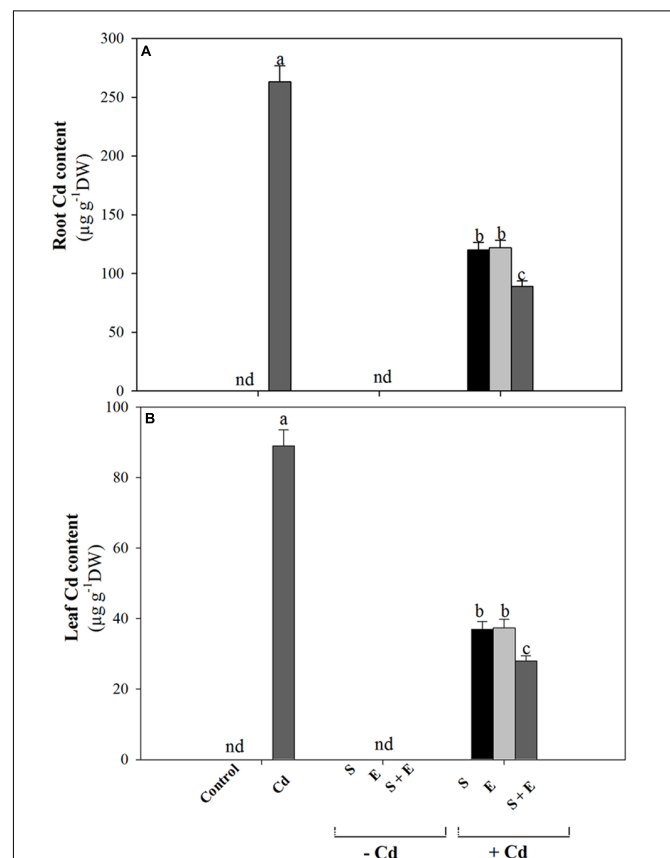 300
A
a
250
200
150
b b
100
c
50
nd
nd
0
Root Cd content
(µg g⁻¹DW)
100
B
a
80
60
40
b b
c
20
nd
nd
0
Leaf Cd content
(µg g⁻¹DW)
Control
Cd
S
E
S + E
S
E
S + E
- Cd
+ Cd